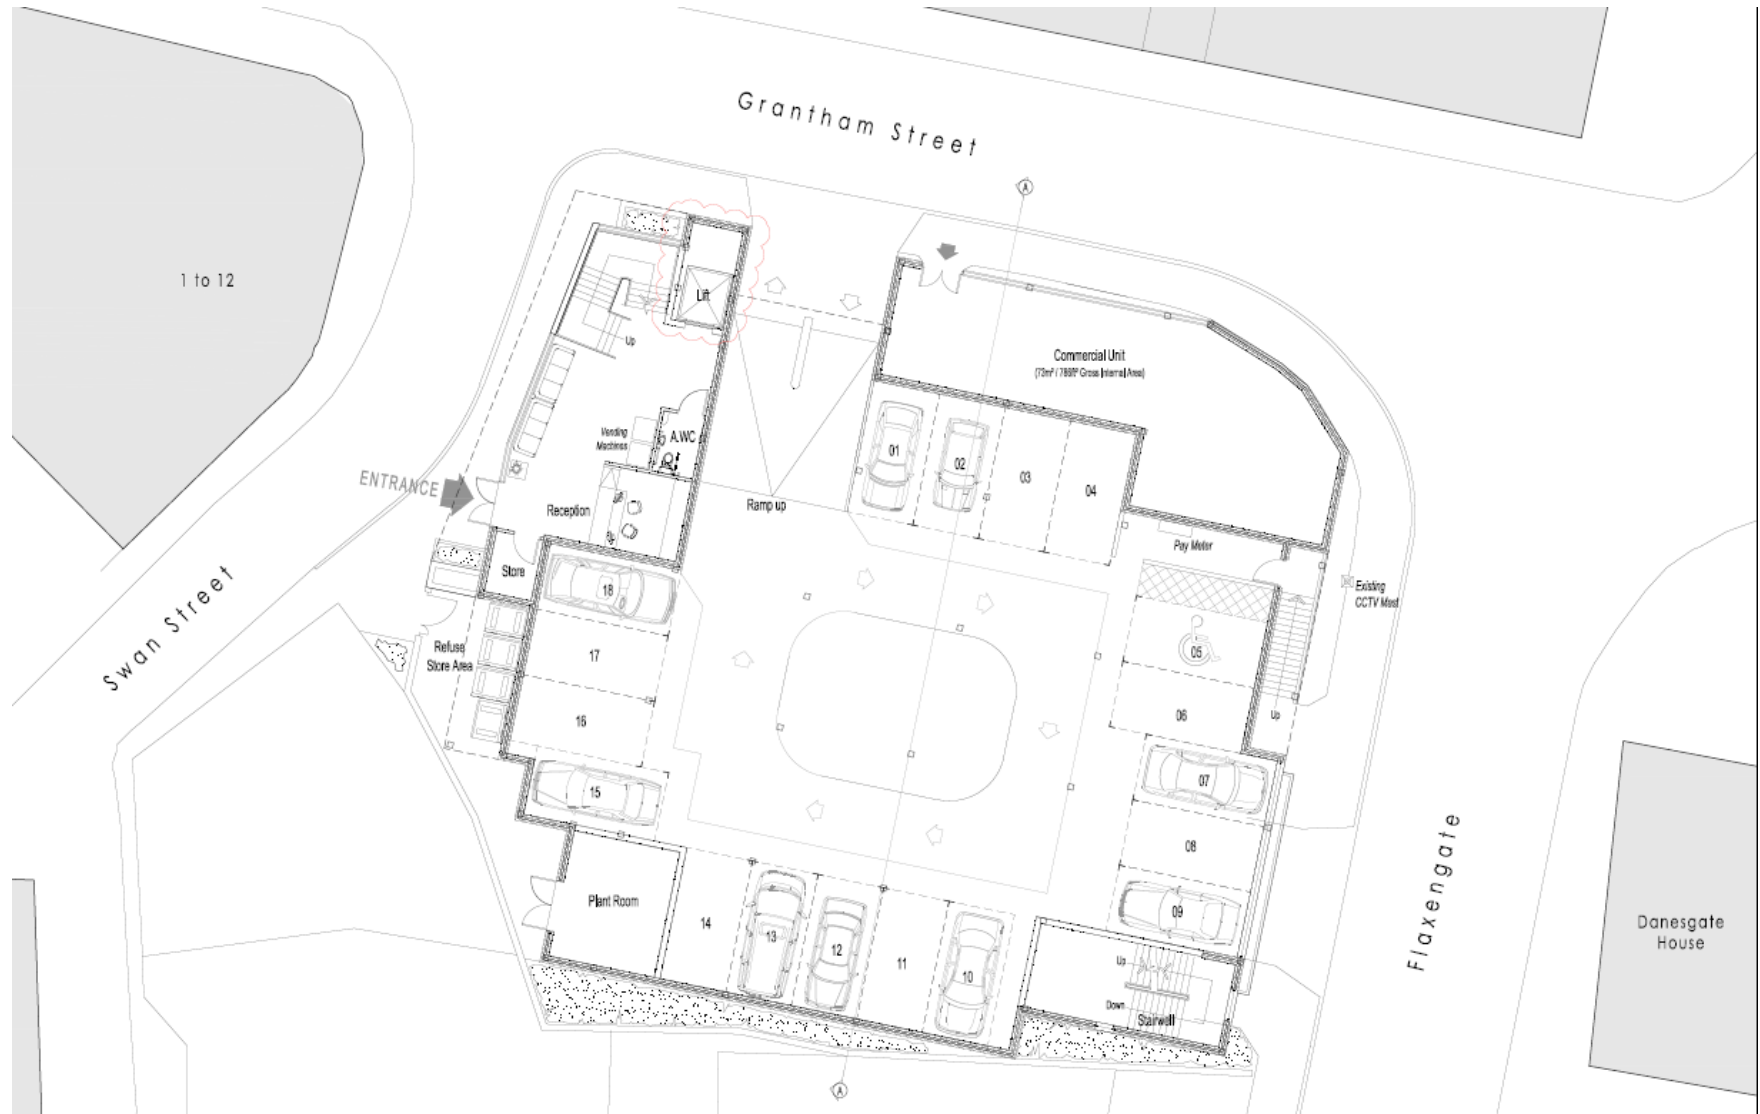 Grantham Street
A
1 to 12
Lift
Up
Commercial Unit
(73m² / 786ft² Gross Internal Area)
Vending
Machines
A.WC
01
02
03
04
ENTRANCE
Reception
Ramp up
Pay Meter
Store
18
Existing
CCTV Mast
Swan Street
Refuse
Store Area
17
05
16
06
Up
15
07
08
Plant Room
14
13
12
11
10
09
Flaxengate
Danesgate
House
Up
Down
Stairwell
A